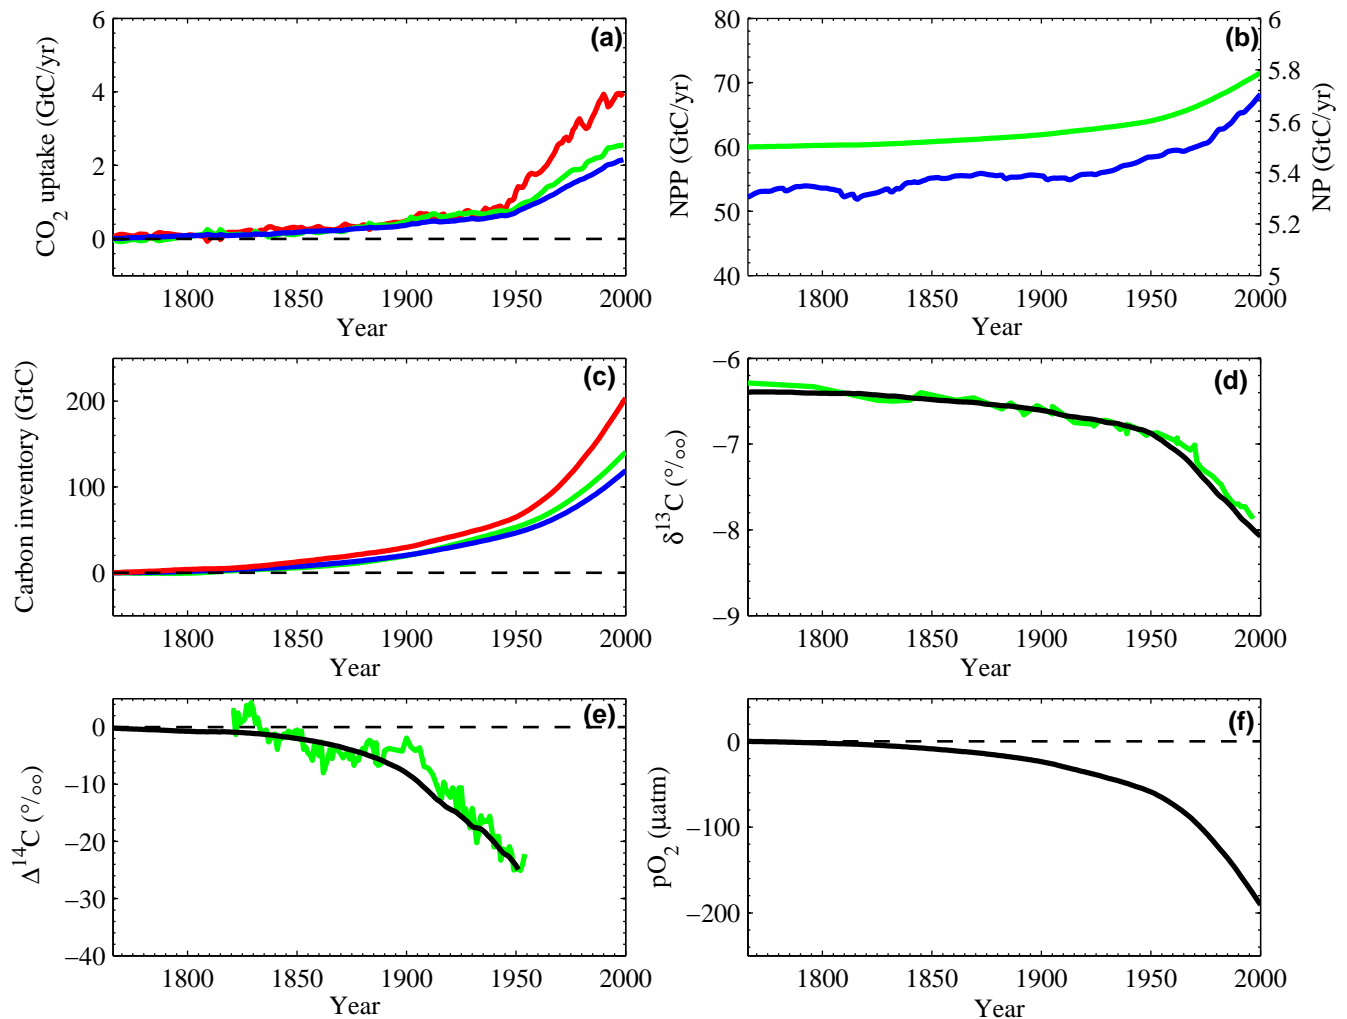 (a)
CO2 uptake (GtC/yr)
6
4
2
0
1800 1850 1900 1950 2000
Year
(b)
NPP (GtC/yr)
80
70
60
50
40
NP (GtC/yr)
6
5.8
5.6
5.4
5.2
5
1800 1850 1900 1950 2000
Year
(c)
Carbon inventory (GtC)
200
100
0
1800 1850 1900 1950 2000
Year
(d)
δ13C (°/oo)
−6
−7
−8
−9
1800 1850 1900 1950 2000
Year
(e)
Δ14C (°/oo)
0
−10
−20
−30
−40
1800 1850 1900 1950 2000
Year
(f)
pO2 (µatm)
0
−100
−200
1800 1850 1900 1950 2000
Year